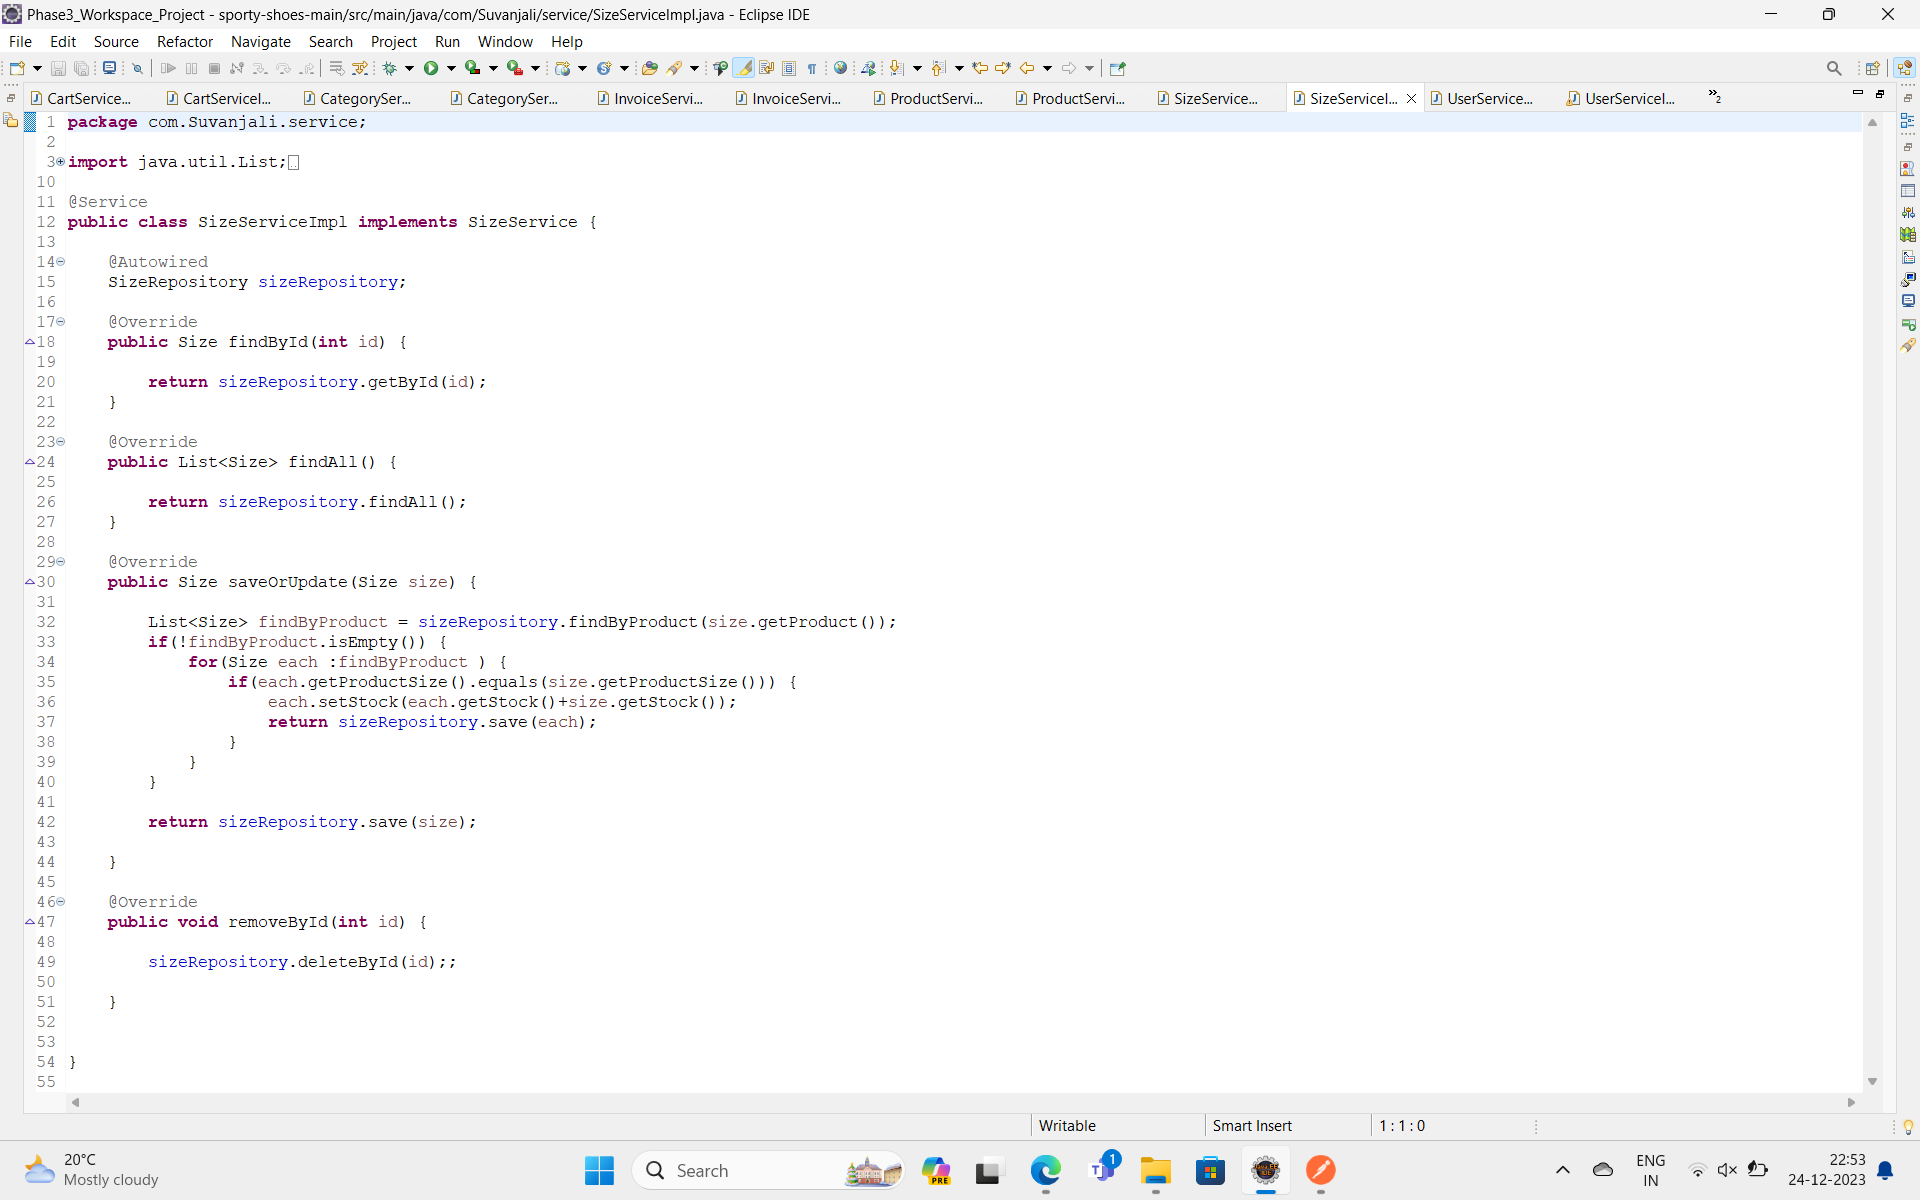 Phase3_Workspace_Project - sporty-shoes-main/src/main/java/com/Suvanjali/service/SizeServiceImpl.java - Eclipse IDE
File Edit Source Refactor Navigate Search Project Run Window Help
CartService... CartServiceI... CategorySer... CategorySer... InvoiceServi... InvoiceServi... ProductServi... ProductServi... SizeService... SizeServiceI... UserService... UserServiceI... »2
1 package com.Suvanjali.service;
2
3 import java.util.List;
10
11 @Service
12 public class SizeServiceImpl implements SizeService {
13
14     @Autowired
15     SizeRepository sizeRepository;
16
17     @Override
18     public Size findById(int id) {
19
20         return sizeRepository.getById(id);
21     }
22
23     @Override
24     public List<Size> findAll() {
25
26         return sizeRepository.findAll();
27     }
28
29     @Override
30     public Size saveOrUpdate(Size size) {
31
32         List<Size> findByProduct = sizeRepository.findByProduct(size.getProduct());
33         if(!findByProduct.isEmpty()) {
34             for(Size each :findByProduct ) {
35                 if(each.getProductSize().equals(size.getProductSize())) {
36                     each.setStock(each.getStock()+size.getStock());
37                     return sizeRepository.save(each);
38                 }
39             }
40         }
41
42         return sizeRepository.save(size);
43
44     }
45
46     @Override
47     public void removeById(int id) {
48
49         sizeRepository.deleteById(id);;
50
51     }
52
53
54 }
55
Writable Smart Insert 1 : 1 : 0
20°C
Mostly cloudy
Search
PRE
1
ENG
IN
22:53
24-12-2023